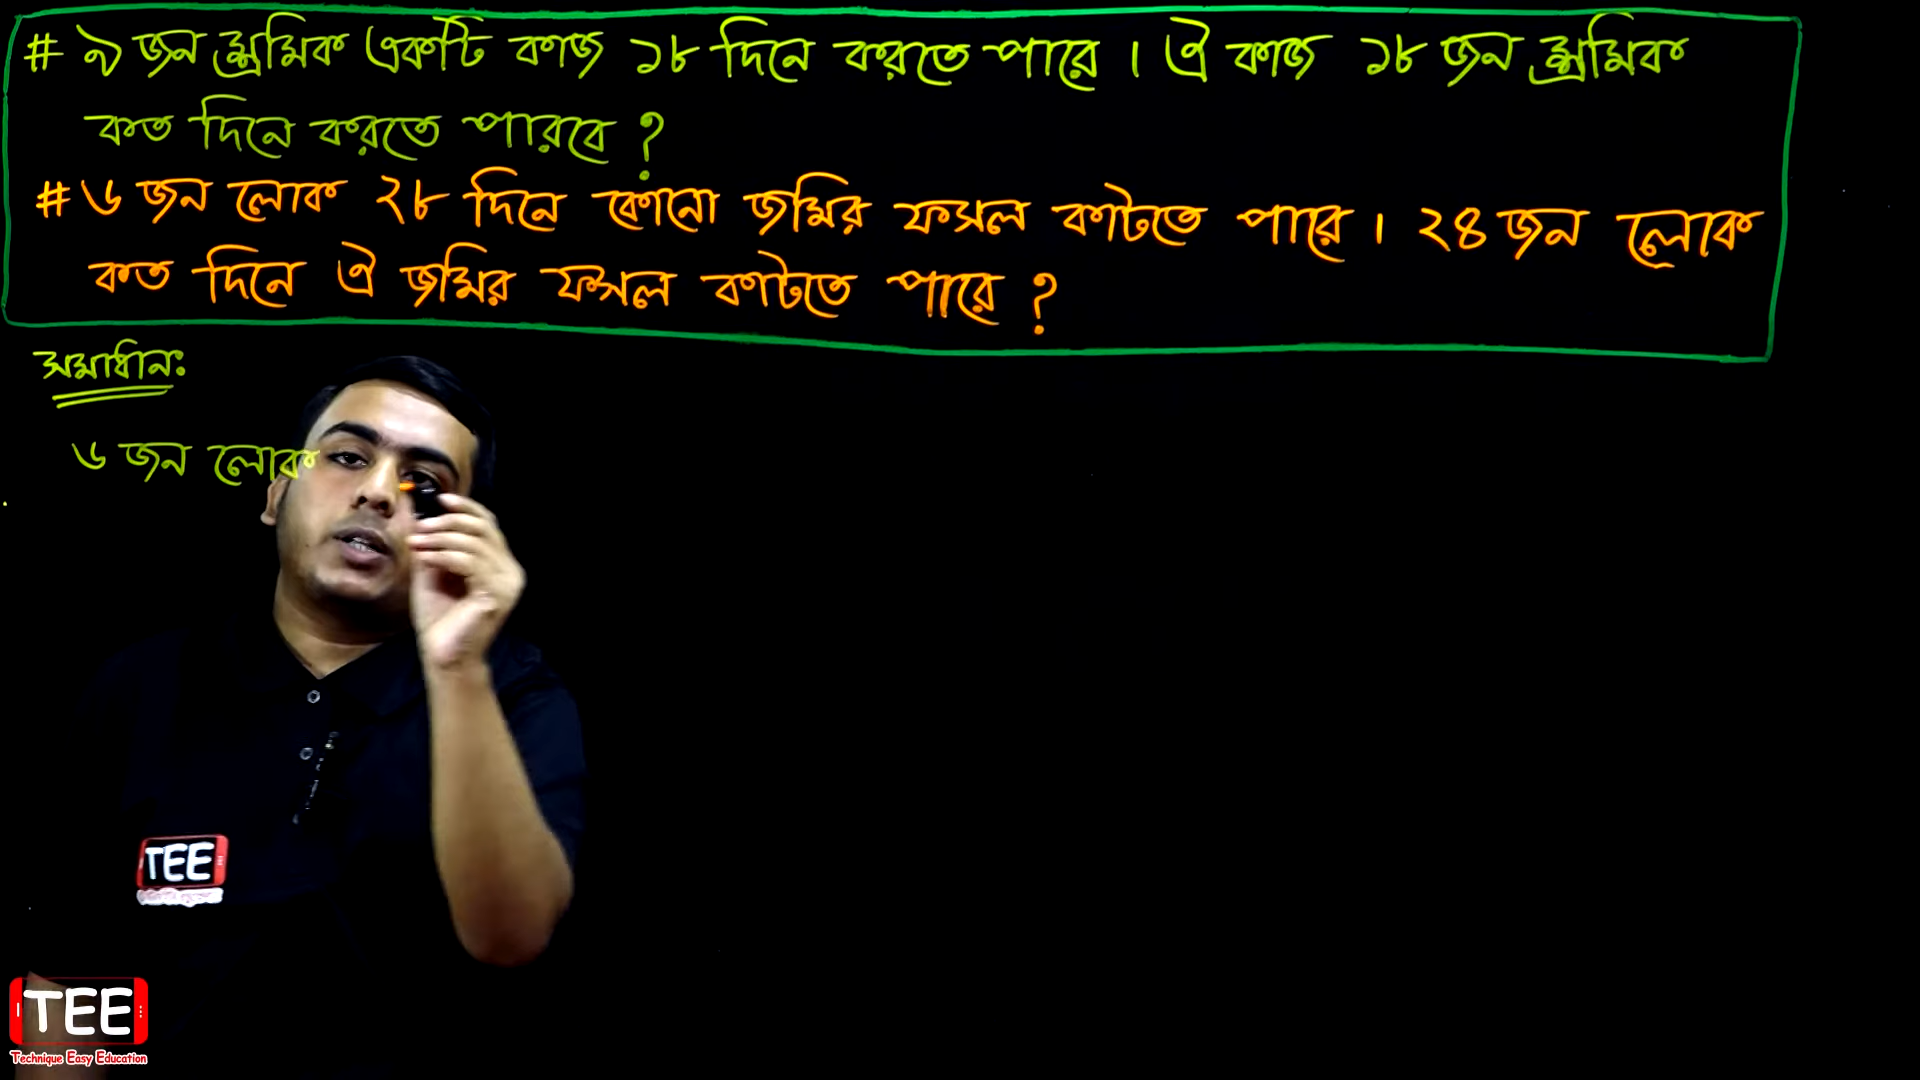 # ৯ জন শ্রমিক একটি কাজ ১৮ দিনে করতে পারে । ঐ কাজ ১৮ জন শ্রমিক
কত দিনে করতে পারবে ?
# ৬ জন লোক ২৮ দিনে কোনো জমির ফসল কাটতে পারে । ২৪ জন লোক
কত দিনে ঐ জমির ফসল কাটতে পারে ?
সমাধানঃ
৬ জন লোক
TEE
TEE
Technique Easy Education